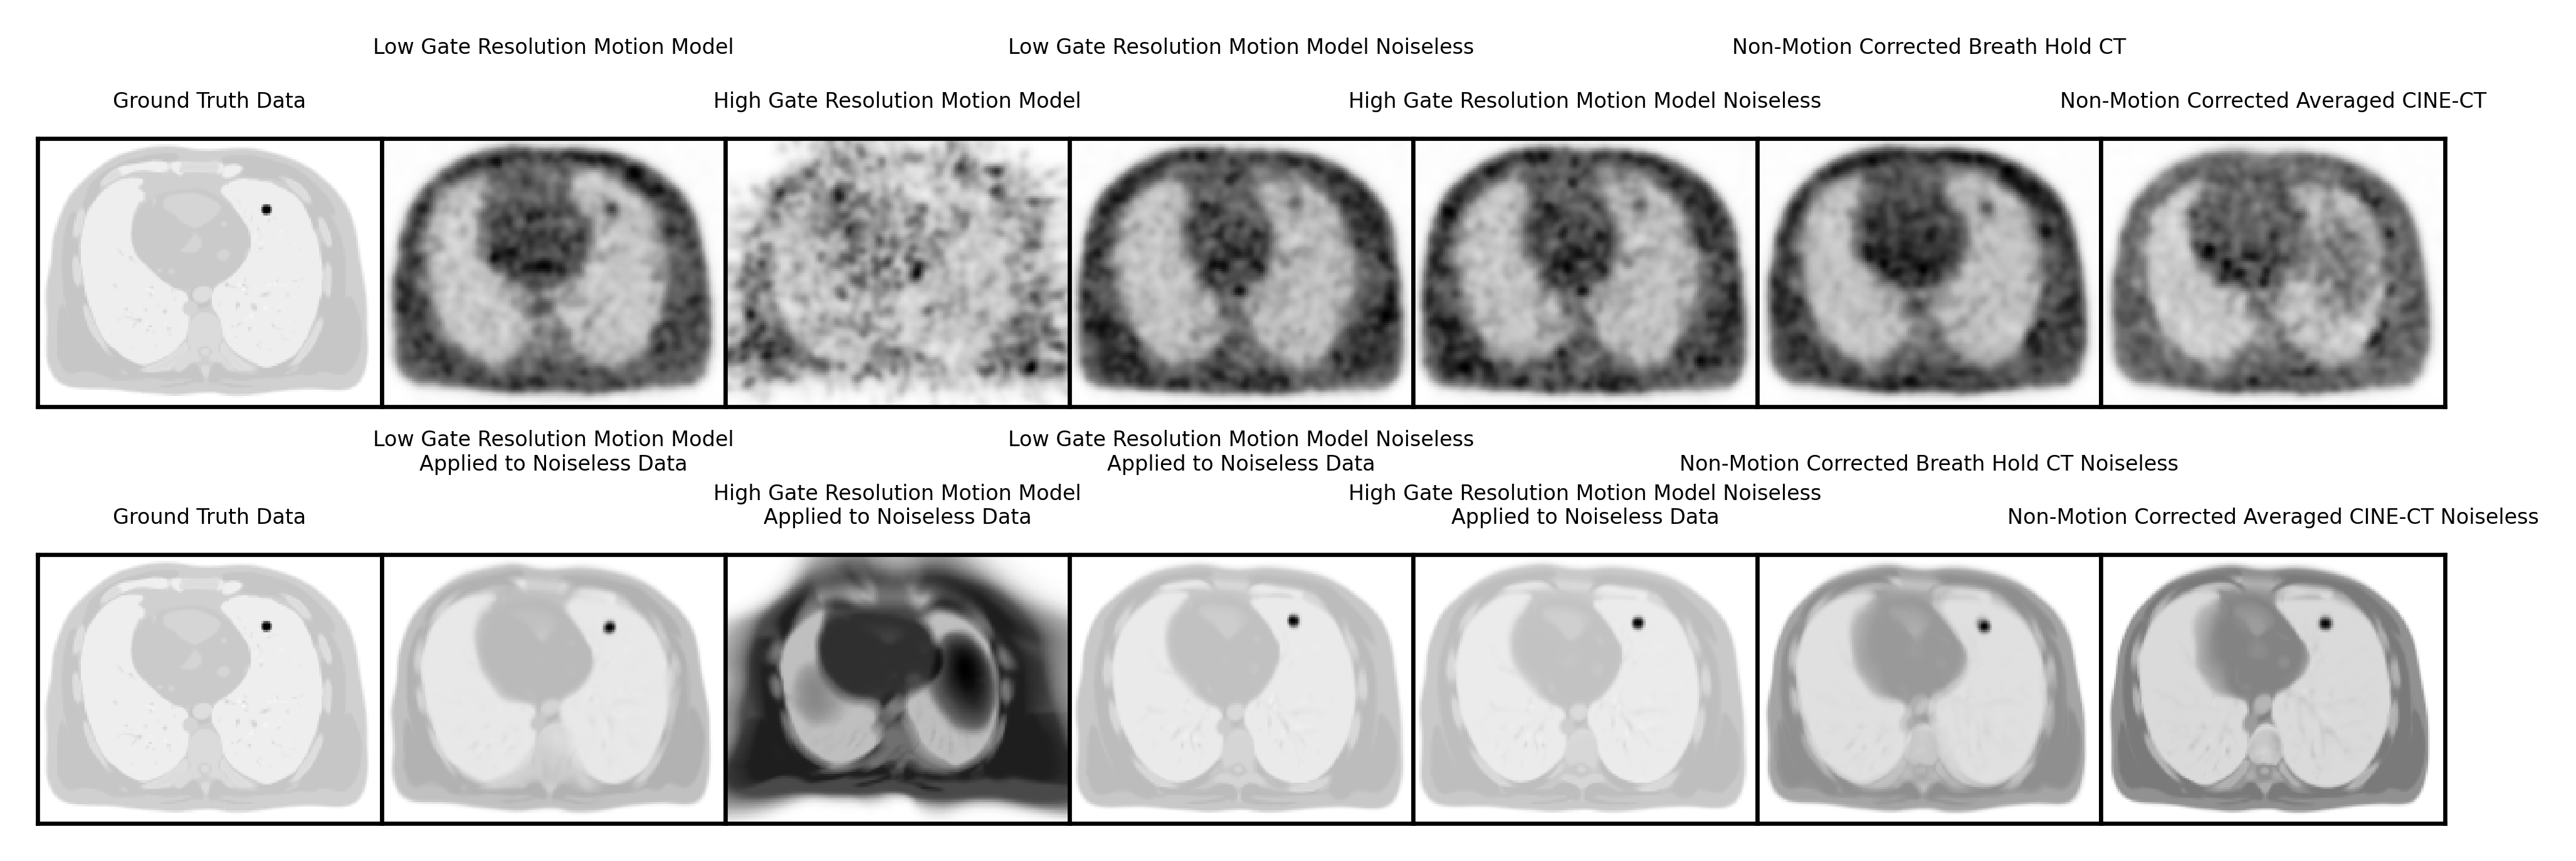 Low Gate Resolution Motion Model
Low Gate Resolution Motion Model Noiseless
Non-Motion Corrected Breath Hold CT
Ground Truth Data
High Gate Resolution Motion Model
High Gate Resolution Motion Model Noiseless
Non-Motion Corrected Averaged CINE-CT
Low Gate Resolution Motion Model
Applied to Noiseless Data
Low Gate Resolution Motion Model Noiseless
Applied to Noiseless Data
Non-Motion Corrected Breath Hold CT Noiseless
Ground Truth Data
High Gate Resolution Motion Model
Applied to Noiseless Data
High Gate Resolution Motion Model Noiseless
Applied to Noiseless Data
Non-Motion Corrected Averaged CINE-CT Noiseless